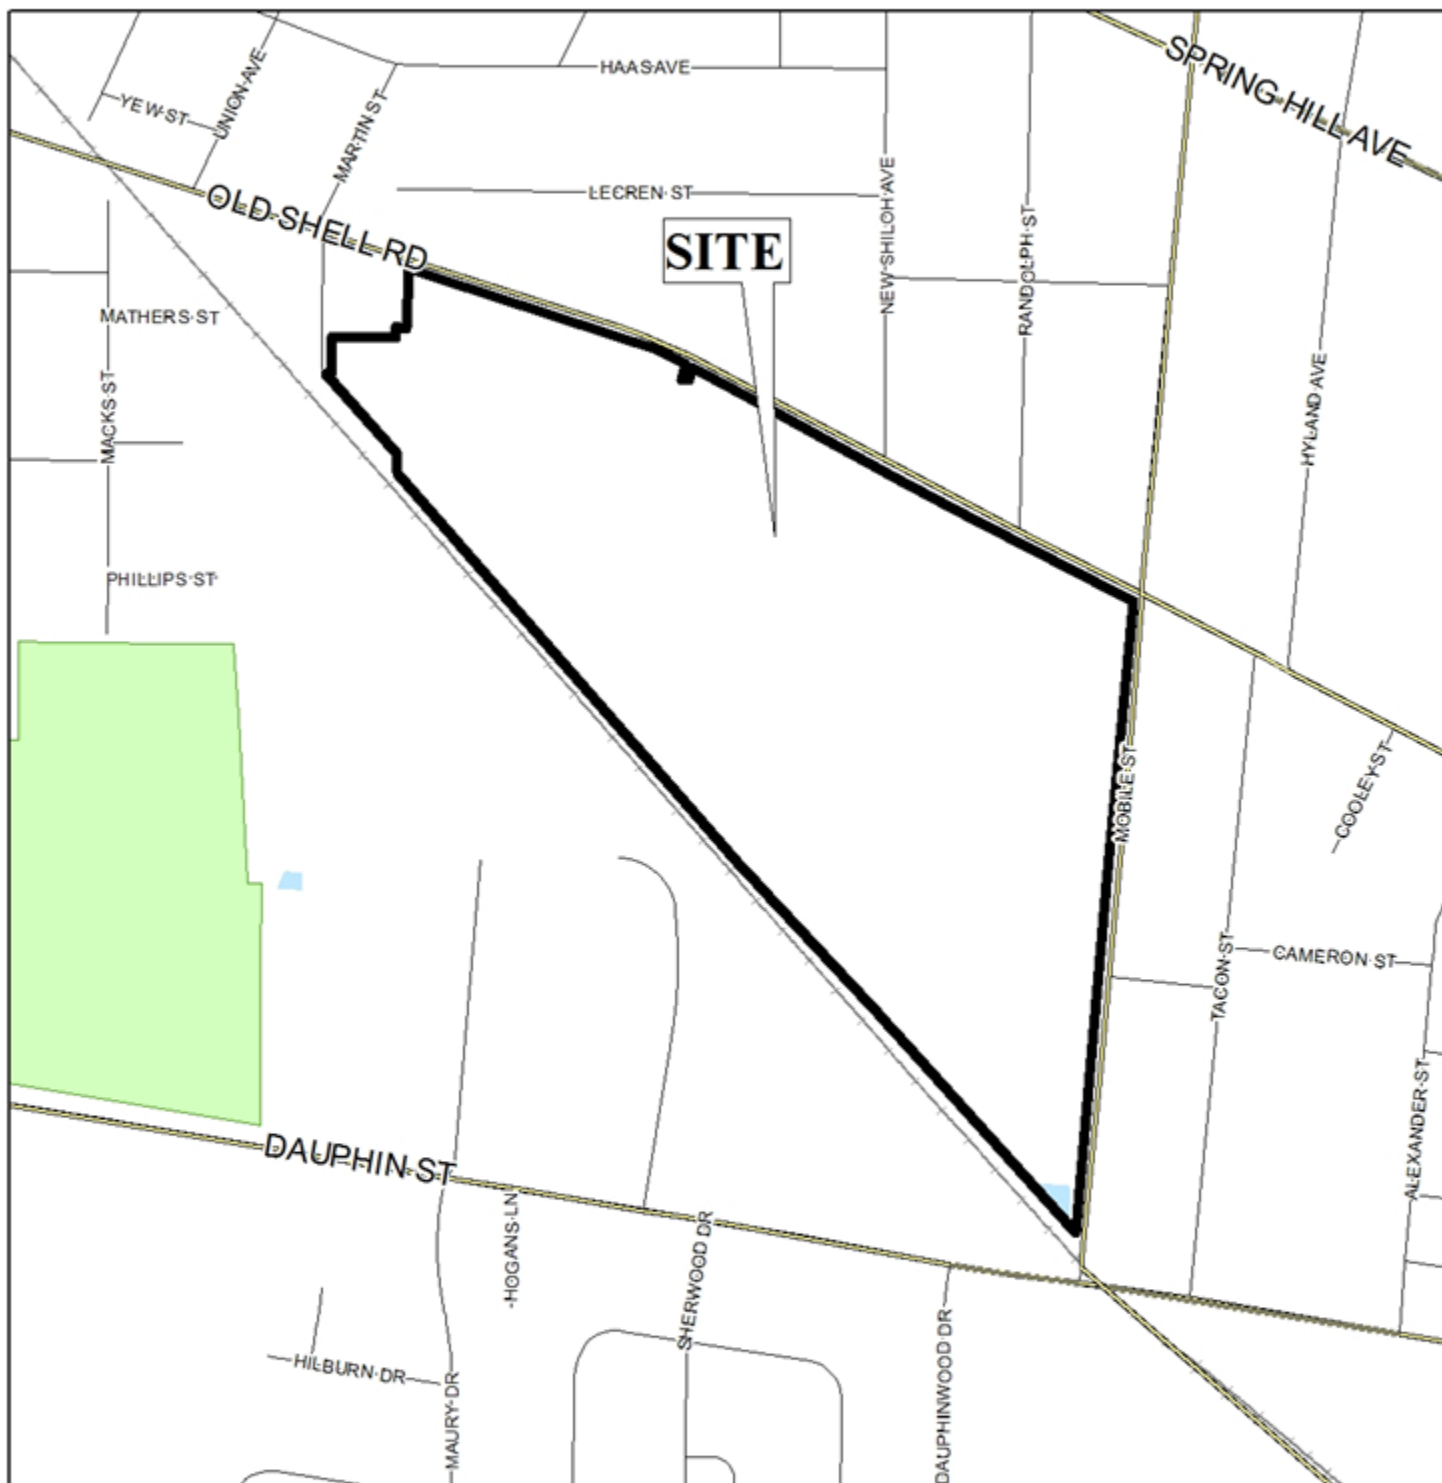 SPRING HILL AVE
HAAS AVE
UNION AVE
YEW ST
MARTIN ST
LECREN ST
OLD SHELL RD
SITE
NEW SHILOH AVE
RANDOLPH ST
MATHERS ST
MACKS ST
HYLAND AVE
PHILLIPS ST
MOBILE ST
COOLEY ST
TACON ST
CAMERON ST
ALEXANDER ST
DAUPHIN ST
HOGANS LN
SHERWOOD DR
DAUPHINWOOD DR
HILBURN DR
MAURY DR